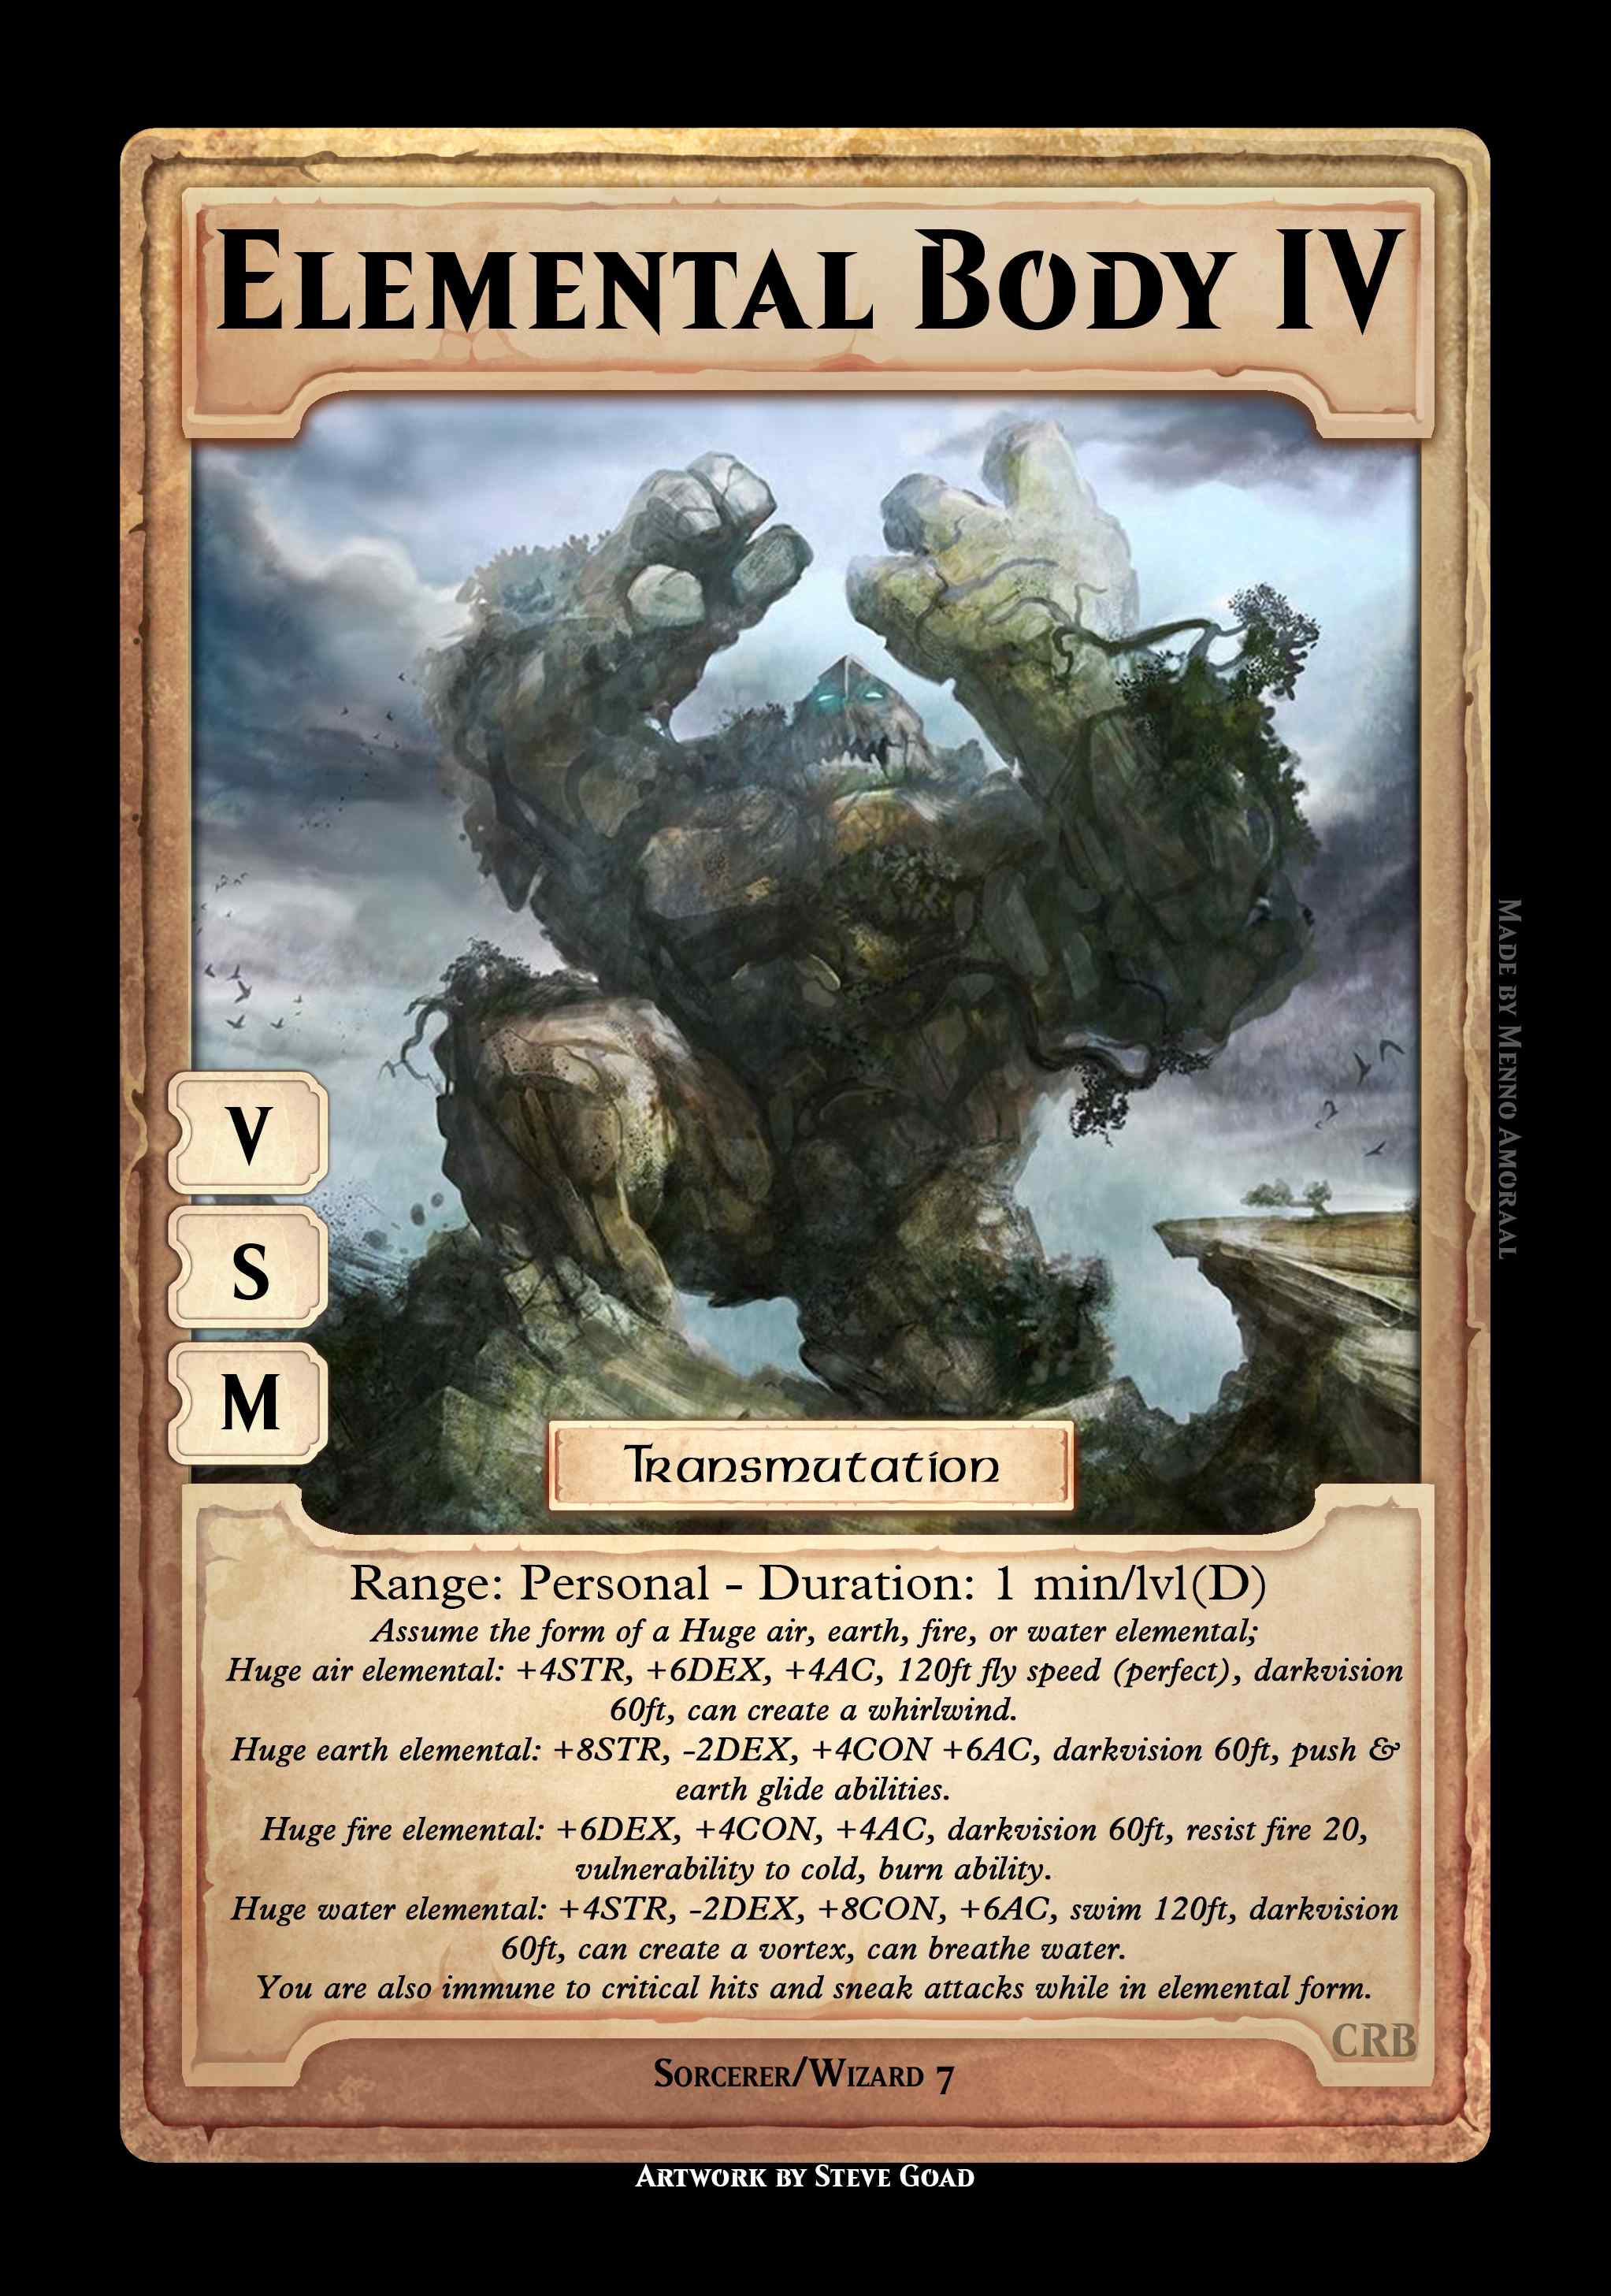 Elemental Body IV
V
S
M
Transmutation
Range: Personal - Duration: 1 min/lvl(D)
Assume the form of a Huge air, earth, fire, or water elemental;
Huge air elemental: +4STR, +6DEX, +4AC, 120ft fly speed (perfect), darkvision
60ft, can create a whirlwind.
Huge earth elemental: +8STR, -2DEX, +4CON +6AC, darkvision 60ft, push &
earth glide abilities.
Huge fire elemental: +6DEX, +4CON, +4AC, darkvision 60ft, resist fire 20,
vulnerability to cold, burn ability.
Huge water elemental: +4STR, -2DEX, +8CON, +6AC, swim 120ft, darkvision
60ft, can create a vortex, can breathe water.
You are also immune to critical hits and sneak attacks while in elemental form.
CRB
Sorcerer/Wizard 7
Artwork by Steve Goad
Made by Menno Amoraal